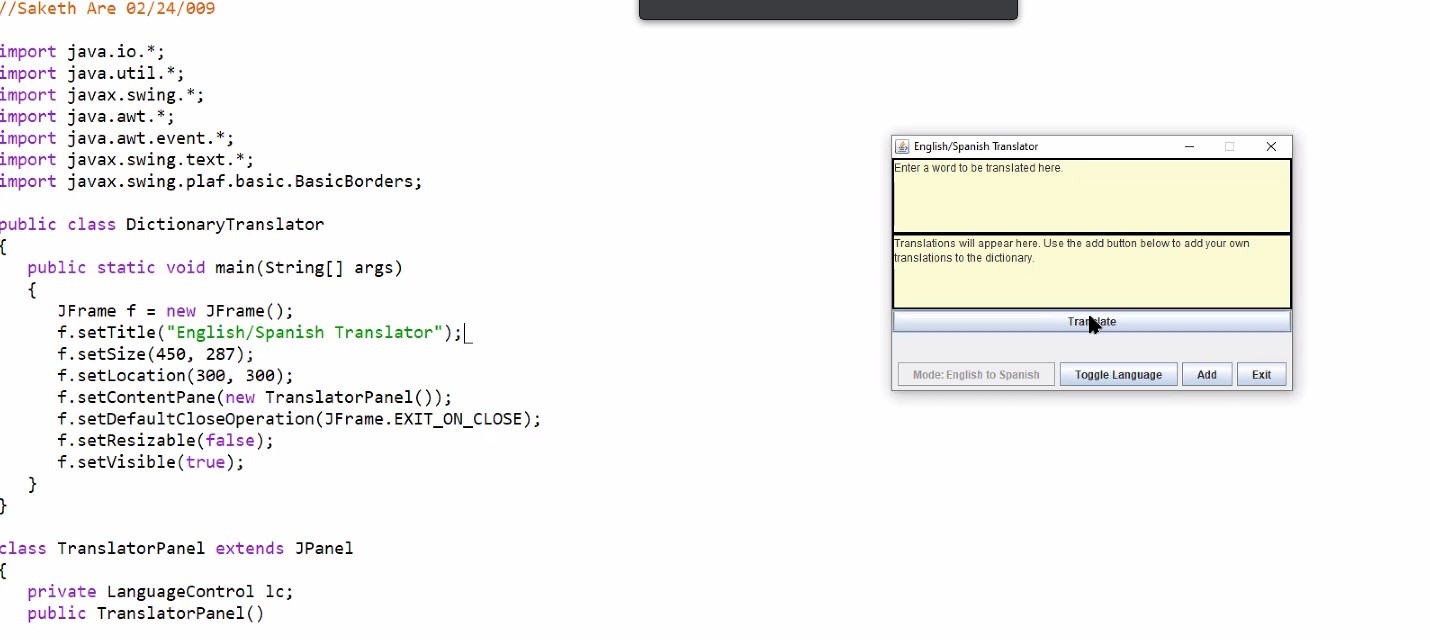 //Saketh Are 02/24/009
import java.io.*;
import java.util.*;
import javax.swing.*;
import java.awt.*;
import java.awt.event.*;
import javax.swing.text.*;
import javax.swing.plaf.basic.BasicBorders;
public class DictionaryTranslator
{
public static void main(String[] args)
{
JFrame f = new JFrame();
f.setTitle("English/Spanish Translator");
f.setSize(450, 287);
f.setLocation(300, 300);
f.setContentPane(new TranslatorPanel());
f.setDefaultCloseOperation(JFrame.EXIT_ON_CLOSE);
f.setResizable(false);
f.setVisible(true);
}
}
class TranslatorPanel extends JPanel
{
private LanguageControl lc;
public TranslatorPanel()
English/Spanish Translator
Enter a word to be translated here.
Translations will appear here. Use the add button below to add your own
translations to the dictionary.
Translate
Mode: English to Spanish
Toggle Language
Add
Exit